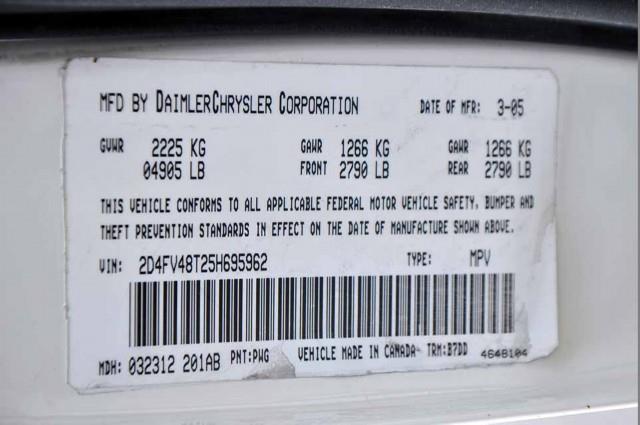 MFD BY DAIMLERCHRYSLER CORPORATION DATE OF MFR: 3-05
GVWR 2225 KG GAWR 1266 KG GAWR 1266 KG
04905 LB FRONT 2790 LB REAR 2790 LB
THIS VEHICLE CONFORMS TO ALL APPLICABLE FEDERAL MOTOR VEHICLE SAFETY, BUMPER AND
THEFT PREVENTION STANDARDS IN EFFECT ON THE DATE OF MANUFACTURE SHOWN ABOVE.
VIN: 2D4FV48T25H695962 TYPE: MPV
MDH: 032312 201AB PNT:PWG VEHICLE MADE IN CANADA TRM:B7DD 4648104